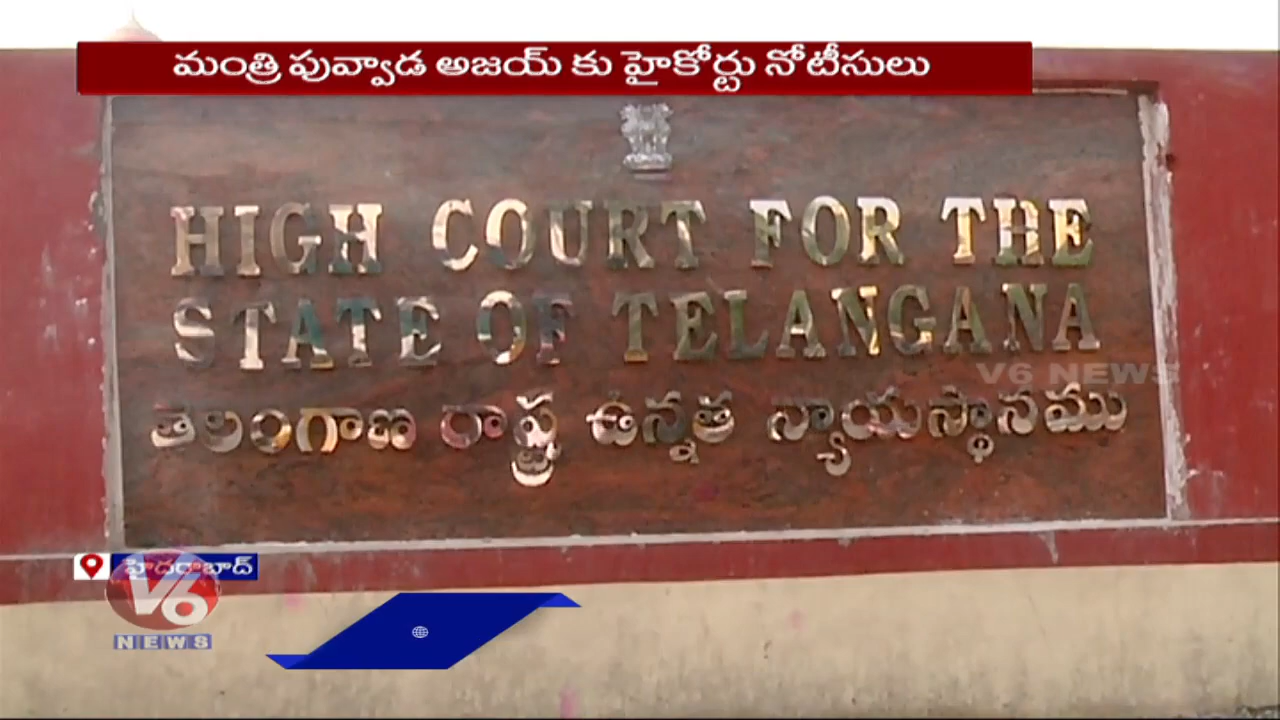 మంత్రి పువ్వాడ అజయ్ కు హైకోర్టు నోటీసులు
HIGH COURT FOR THE
STATE OF TELANGANA
V6 NEWS
తెలంగాణ రాష్ట్ర ఉన్నత న్యాయస్థానము
హైదరాబాద్
V6
NEWS